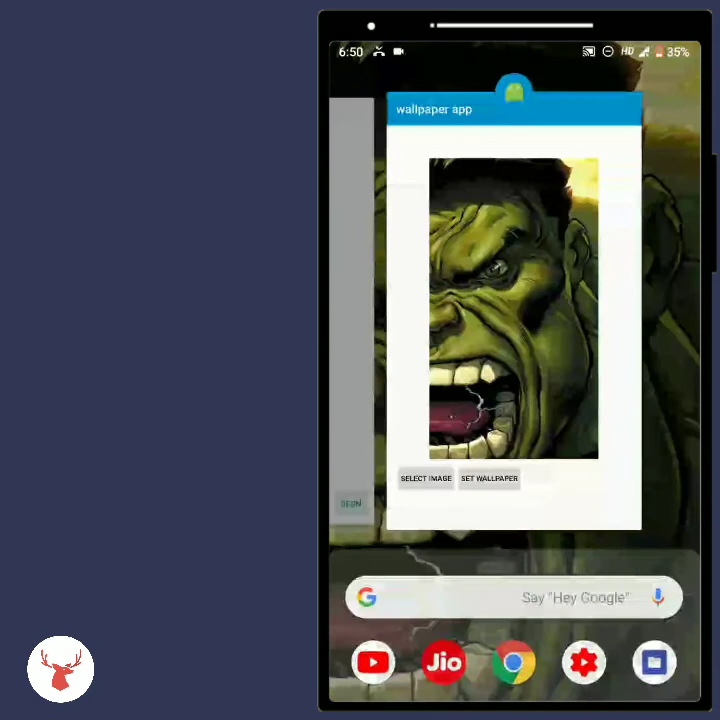 6:50
HD
35%
wallpaper app
SELECT IMAGE
SET WALLPAPER
Say "Hey Google"
Jio